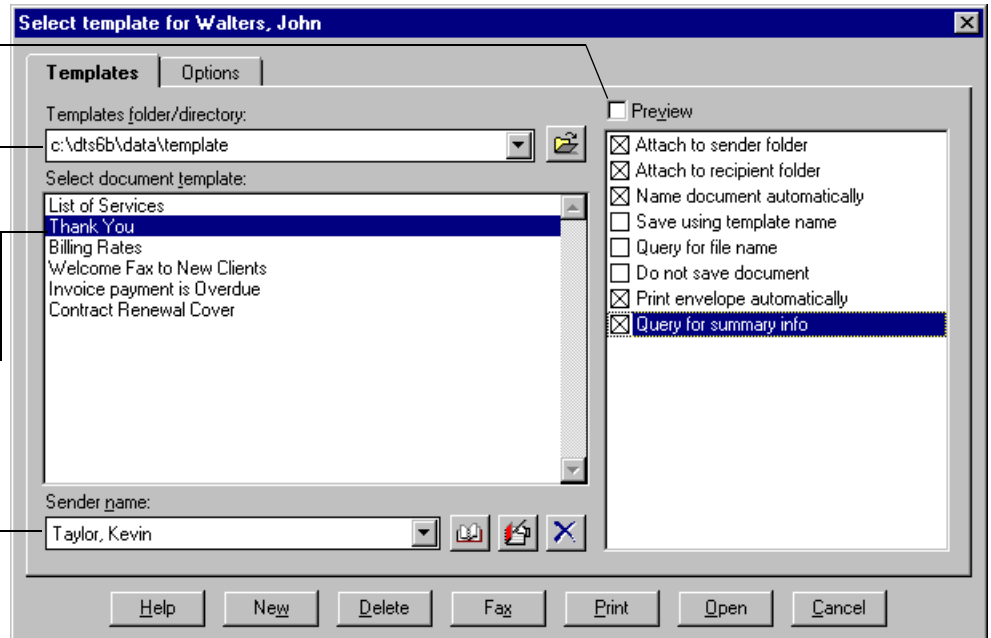 Select template for Walters, John
Templates
Options
Templates folder/directory:
c:\dts6b\data\template
Select document template:
List of Services
Thank You
Billing Rates
Welcome Fax to New Clients
Invoice payment is Overdue
Contract Renewal Cover
Sender name:
Taylor, Kevin
Preview
Attach to sender folder
Attach to recipient folder
Name document automatically
Save using template name
Query for file name
Do not save document
Print envelope automatically
Query for summary info
Help
New
Delete
Fax
Print
Open
Cancel